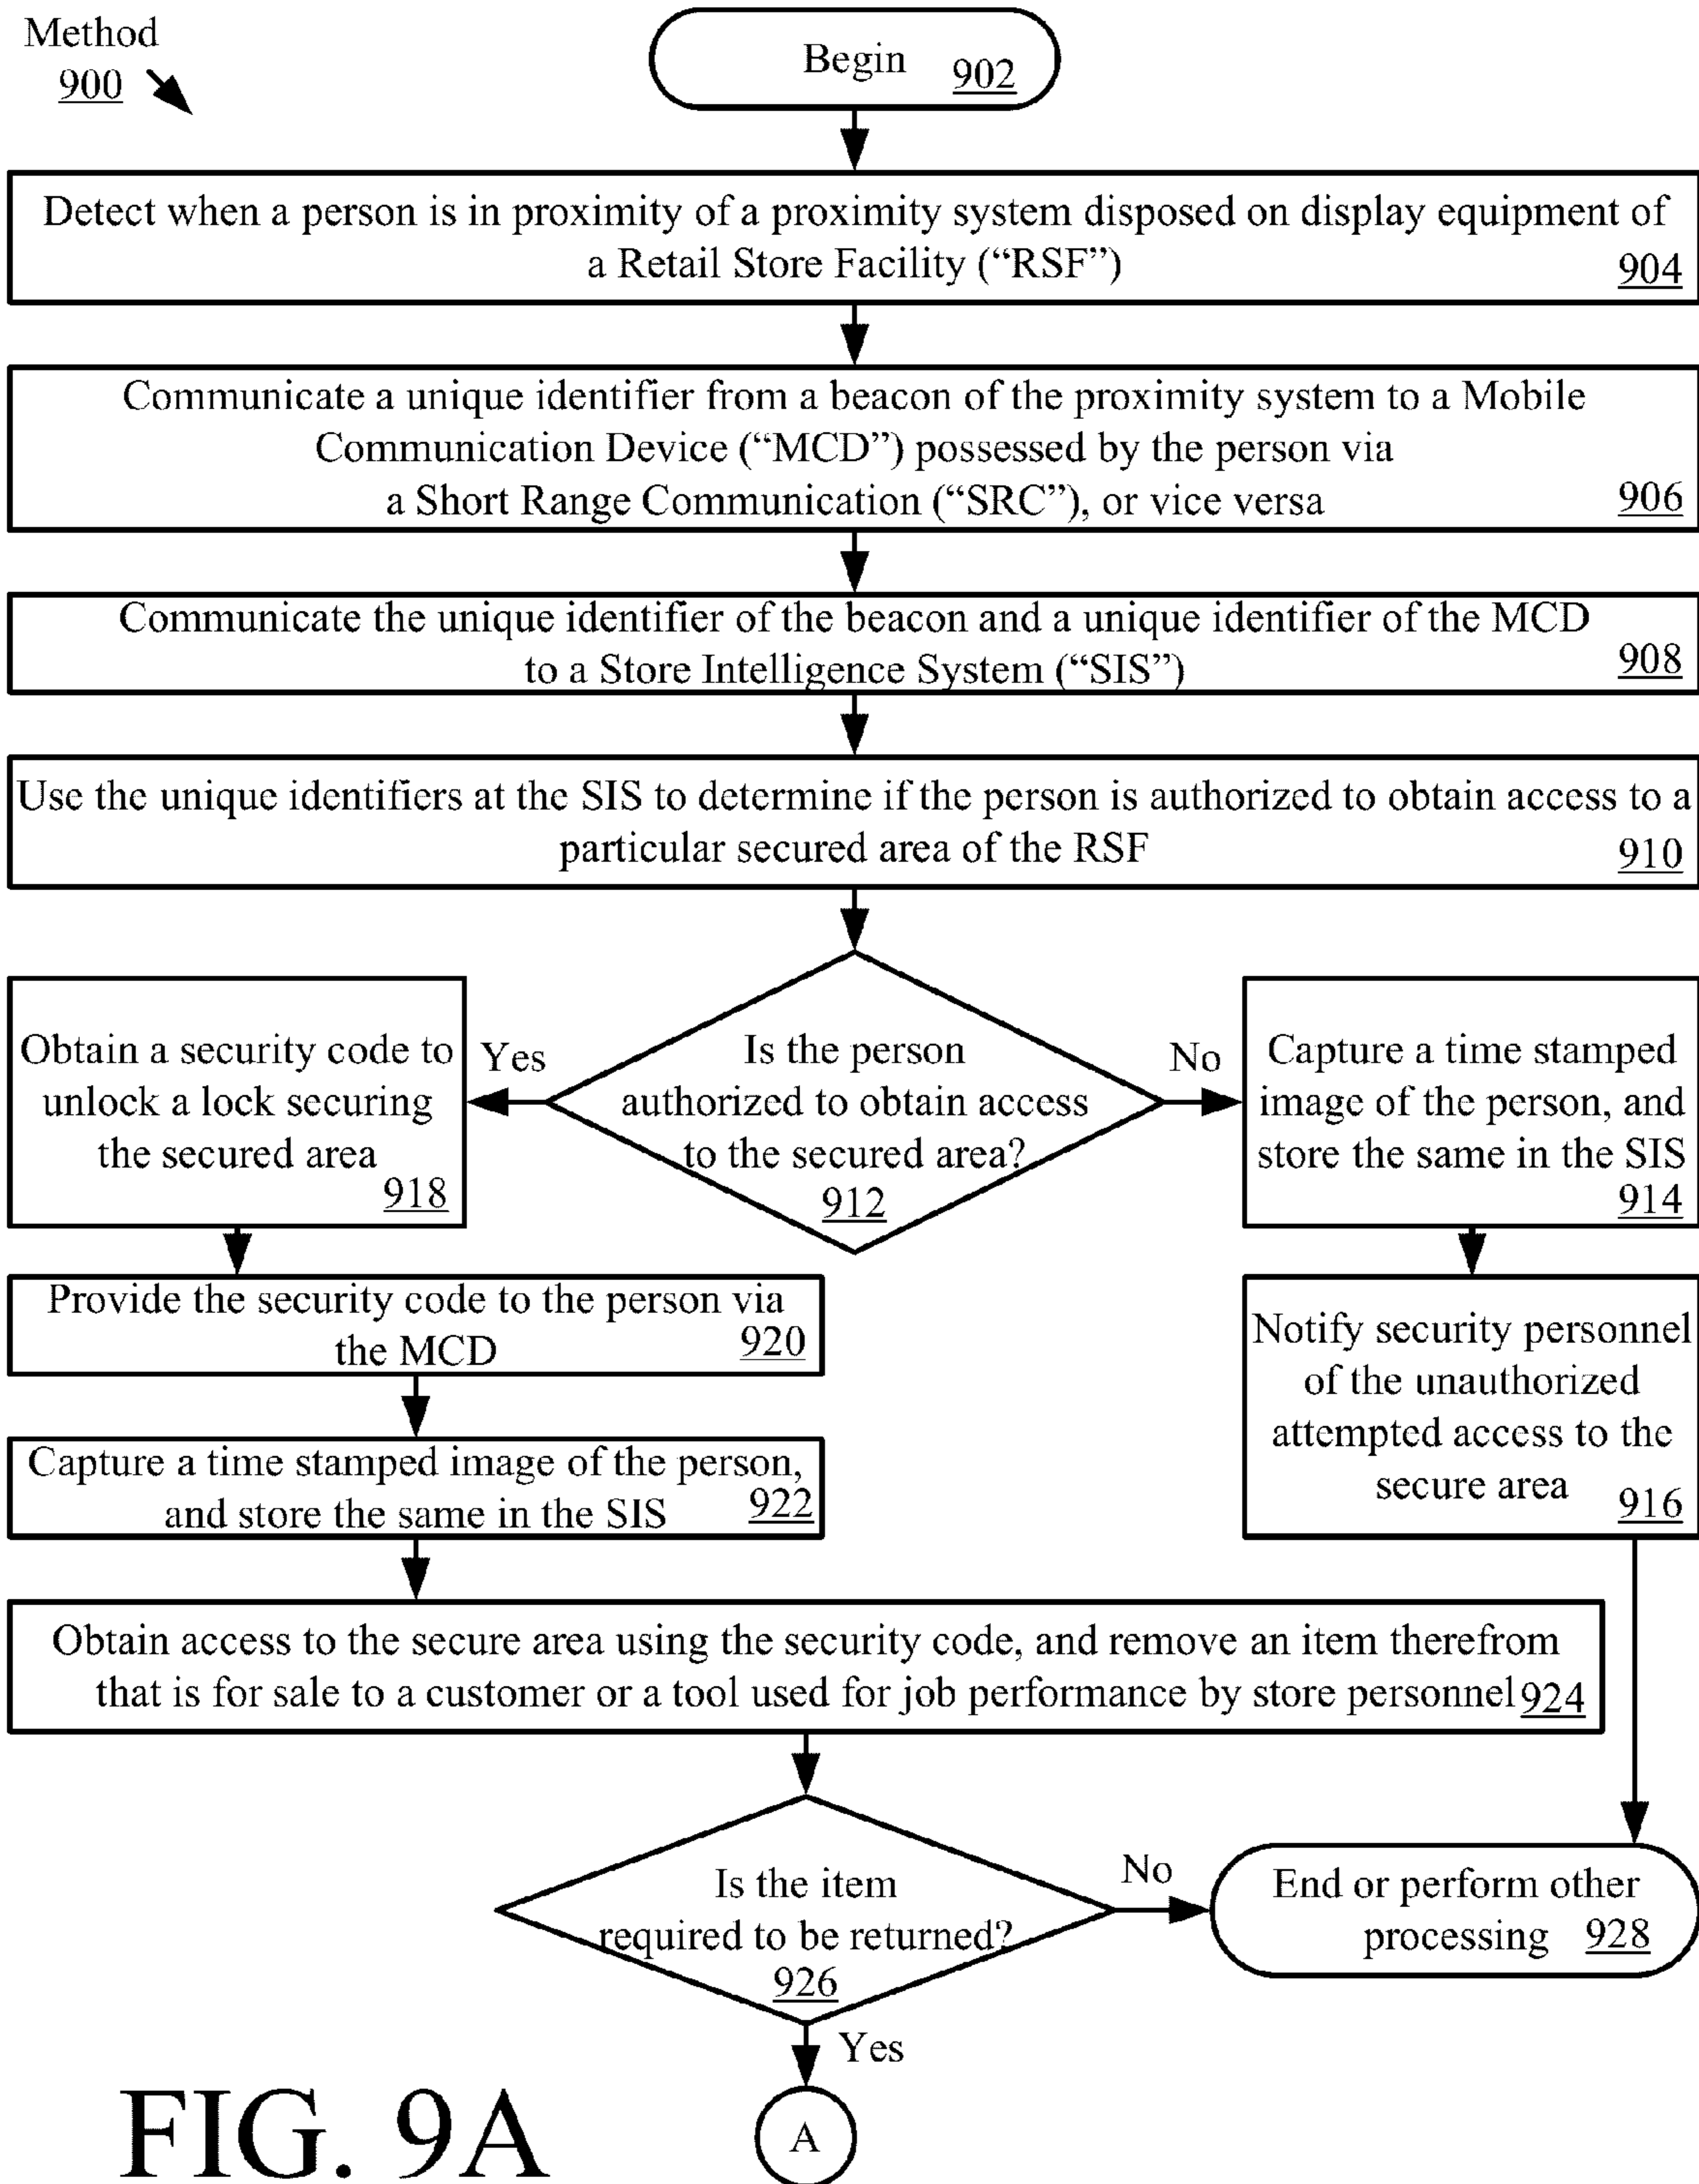 Method
900
Begin 902
Detect when a person is in proximity of a proximity system disposed on display equipment of
a Retail Store Facility (“RSF”) 904
Communicate a unique identifier from a beacon of the proximity system to a Mobile
Communication Device (“MCD”) possessed by the person via
a Short Range Communication (“SRC”), or vice versa 906
Communicate the unique identifier of the beacon and a unique identifier of the MCD
to a Store Intelligence System (“SIS”) 908
Use the unique identifiers at the SIS to determine if the person is authorized to obtain access to a
particular secured area of the RSF 910
Is the person
authorized to obtain access
to the secured area?
912
Yes
Obtain a security code to
unlock a lock securing
the secured area
918
No
Capture a time stamped
image of the person, and
store the same in the SIS
914
Provide the security code to the person via
the MCD 920
Notify security personnel
of the unauthorized
attempted access to the
secure area 916
Capture a time stamped image of the person,
and store the same in the SIS 922
Obtain access to the secure area using the security code, and remove an item therefrom
that is for sale to a customer or a tool used for job performance by store personnel 924
Is the item
required to be returned?
926
No
End or perform other
processing 928
Yes
A
FIG. 9A